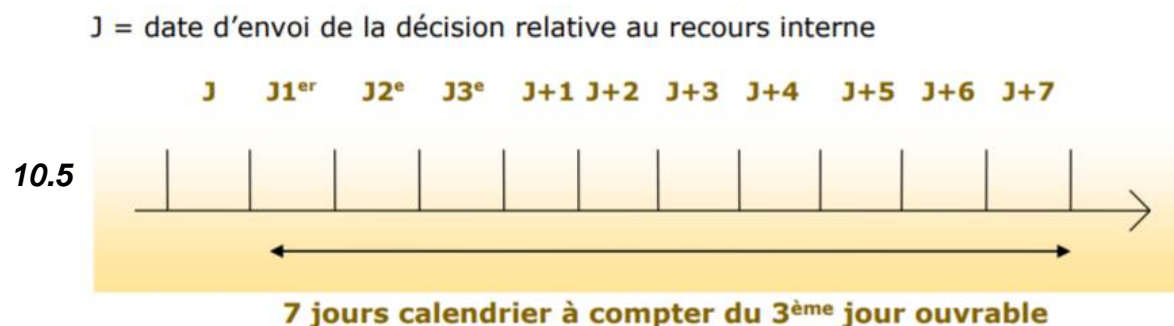 J = date d’envoi de la décision relative au recours interne
J J1er J2e J3e J+1 J+2 J+3 J+4 J+5 J+6 J+7
10.5
7 jours calendrier à compter du 3ème jour ouvrable